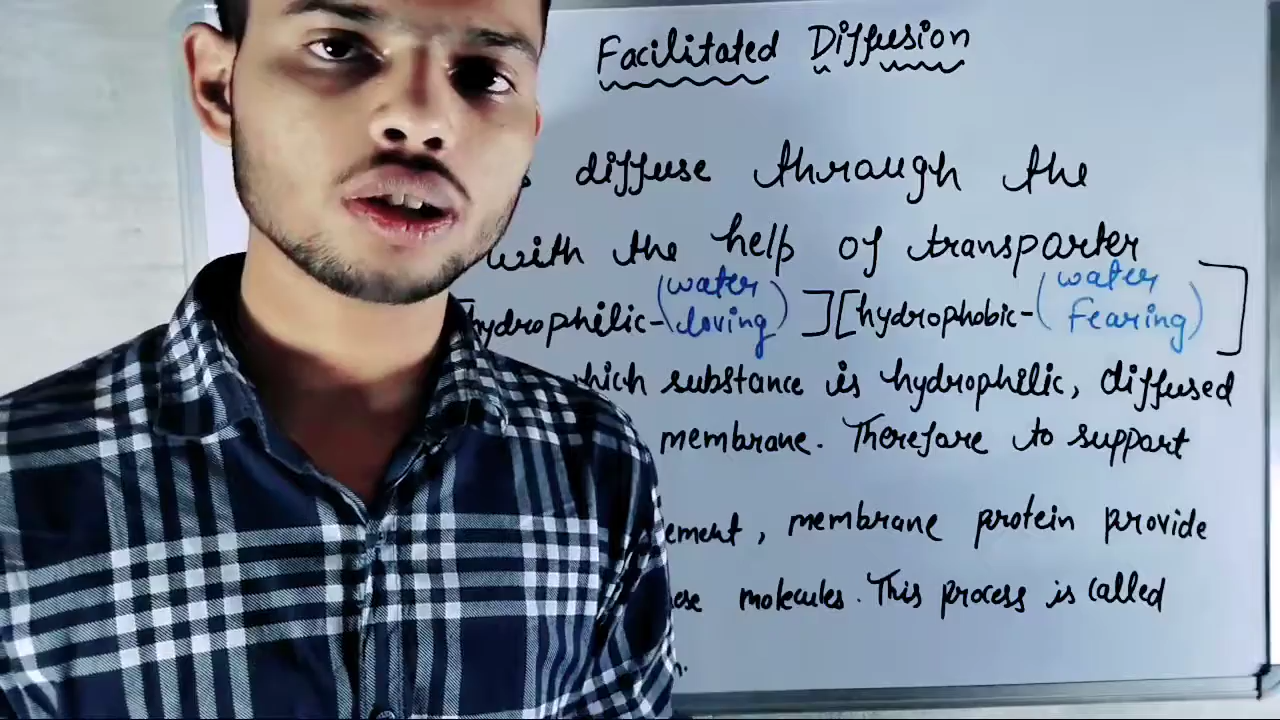 Facilitated Diffusion
diffuse through the
with the help of transparter
hydrophilic-(water loving)][hydrophobic-(water Fearing)]
which substance is hydrophilic, diffused
membrane. Therefore to support
ement, membrane protein provide
molecules. This process is called